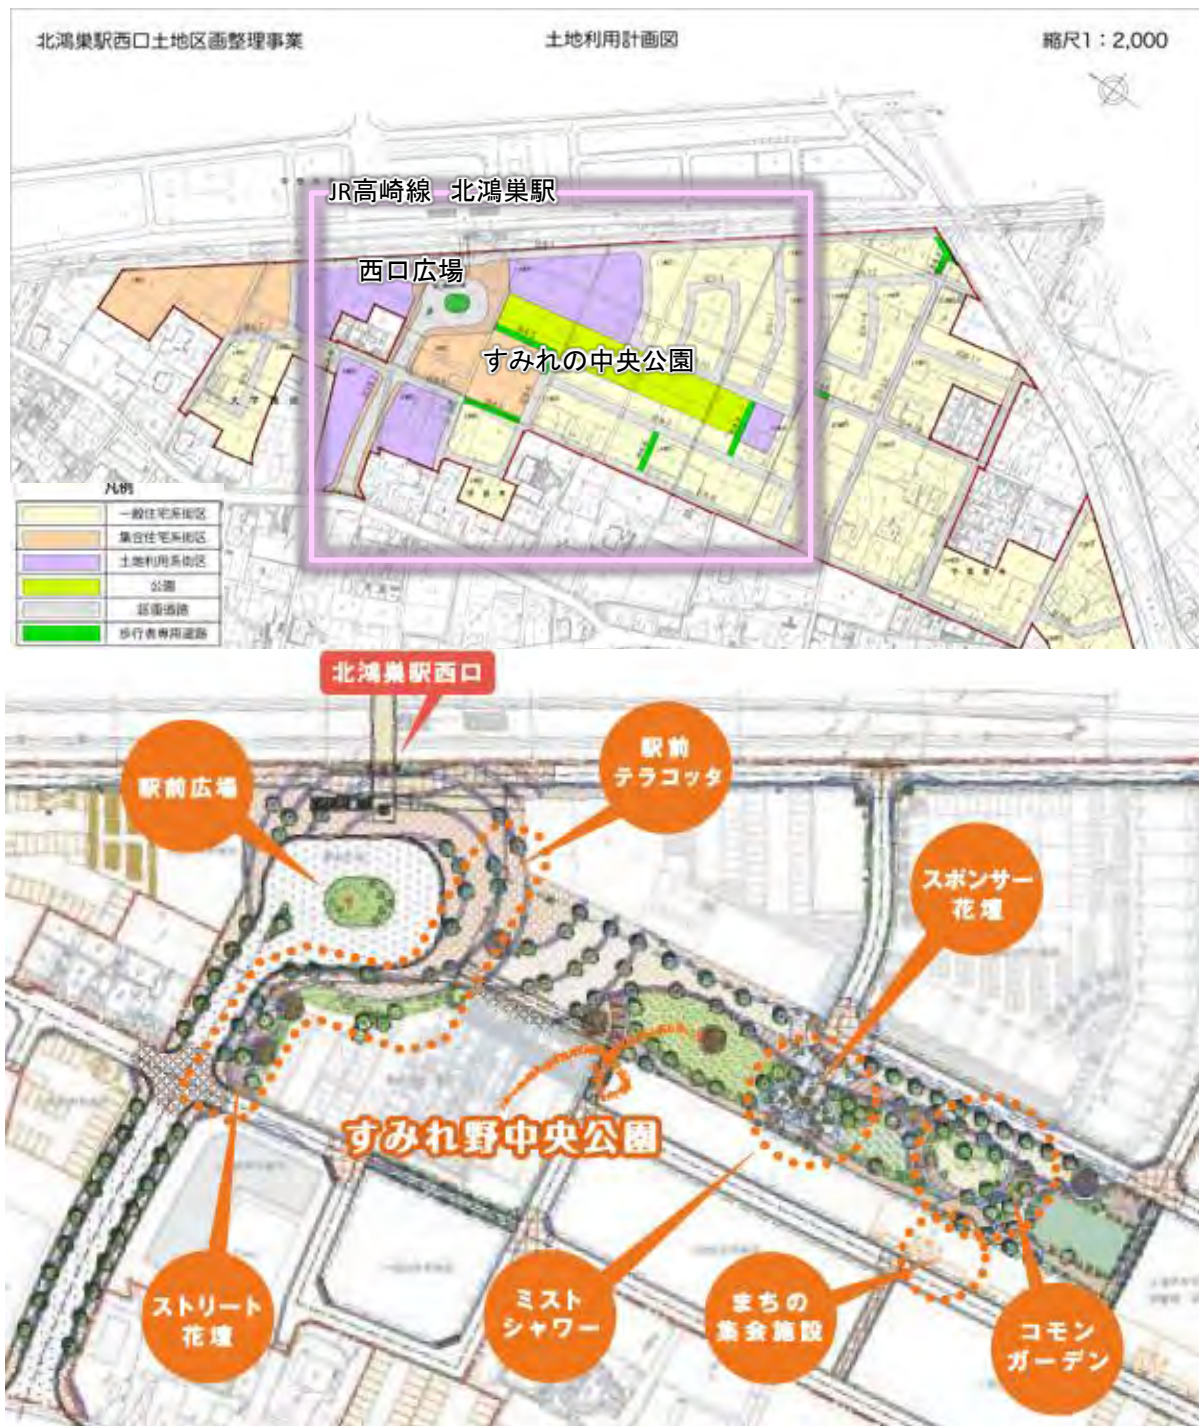 北鴻巣駅西口土地区画整理事業
土地利用計画図
縮尺1：2,000
JR高崎線　北鴻巣駅
西口広場
すみれの中央公園
凡例
一般住宅系街区
集合住宅系街区
土地利用系街区
公園
区画道路
歩行者専用道路
北鴻巣駅西口
駅前広場
駅前
テラコッタ
スポンサー
花壇
すみれ野中央公園
ストリート
花壇
ミスト
シャワー
まちの
集会施設
コモン
ガーデン